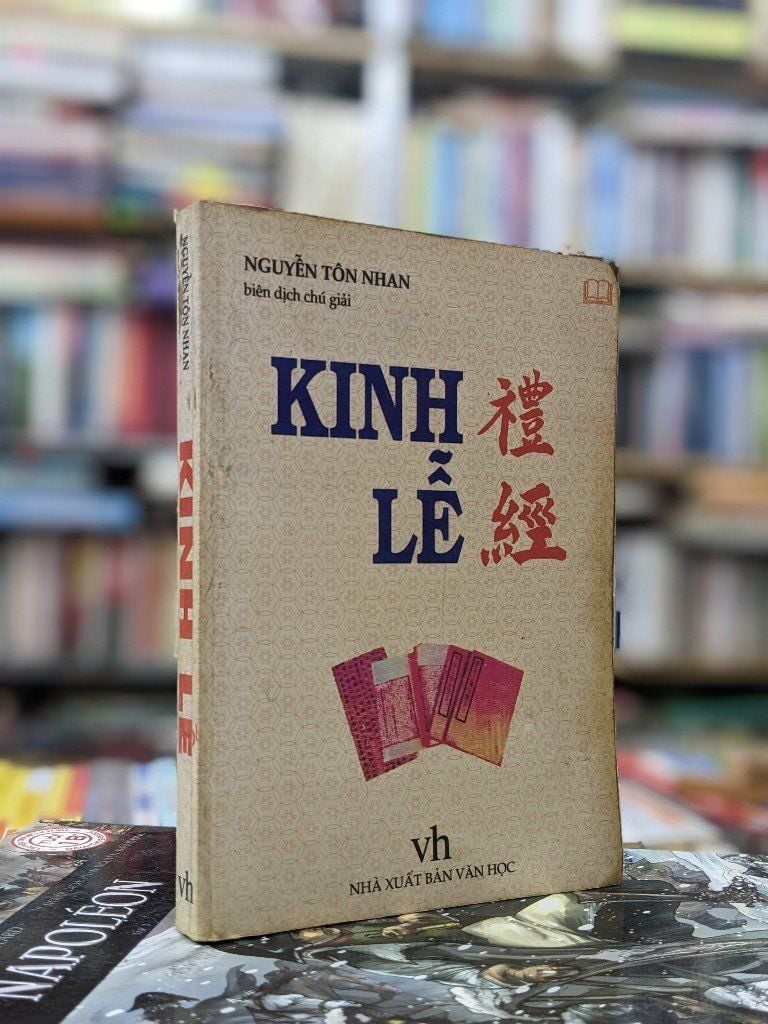 NGUYỄN TÔN NHAN
biên dịch chú giải
KINH
LỄ
禮
經
vh
NHÀ XUẤT BẢN VĂN HỌC
NGUYỄN TÔN NHAN
KINH LỄ
vh
NAPOLÉON